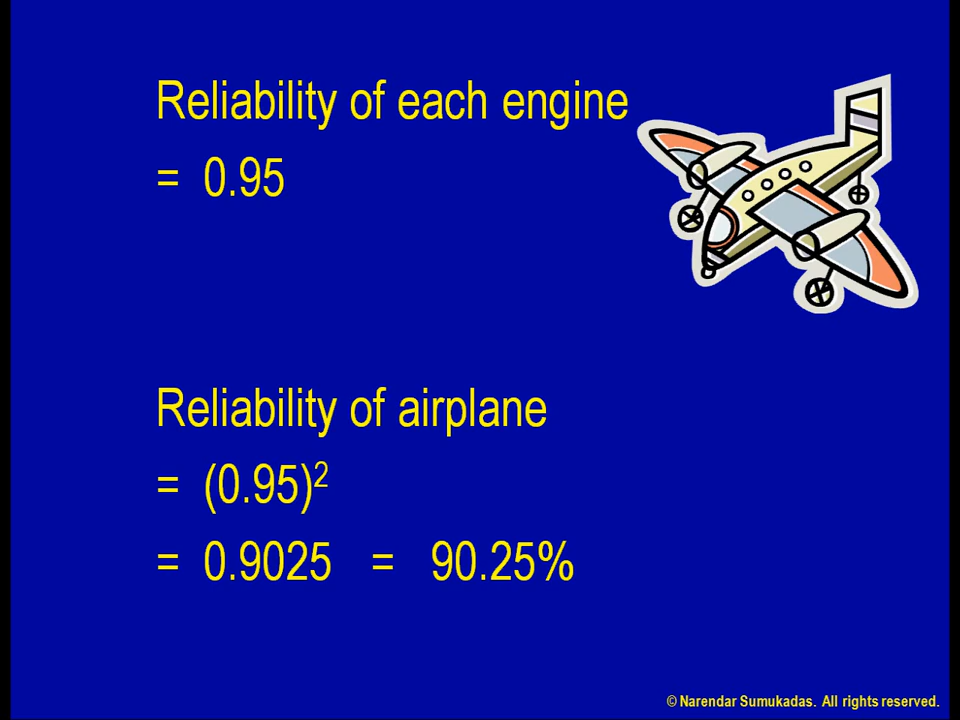 Reliability of each engine
= 0.95
Reliability of airplane
= (0.95)²
= 0.9025 = 90.25%
© Narendar Sumukadas. All rights reserved.